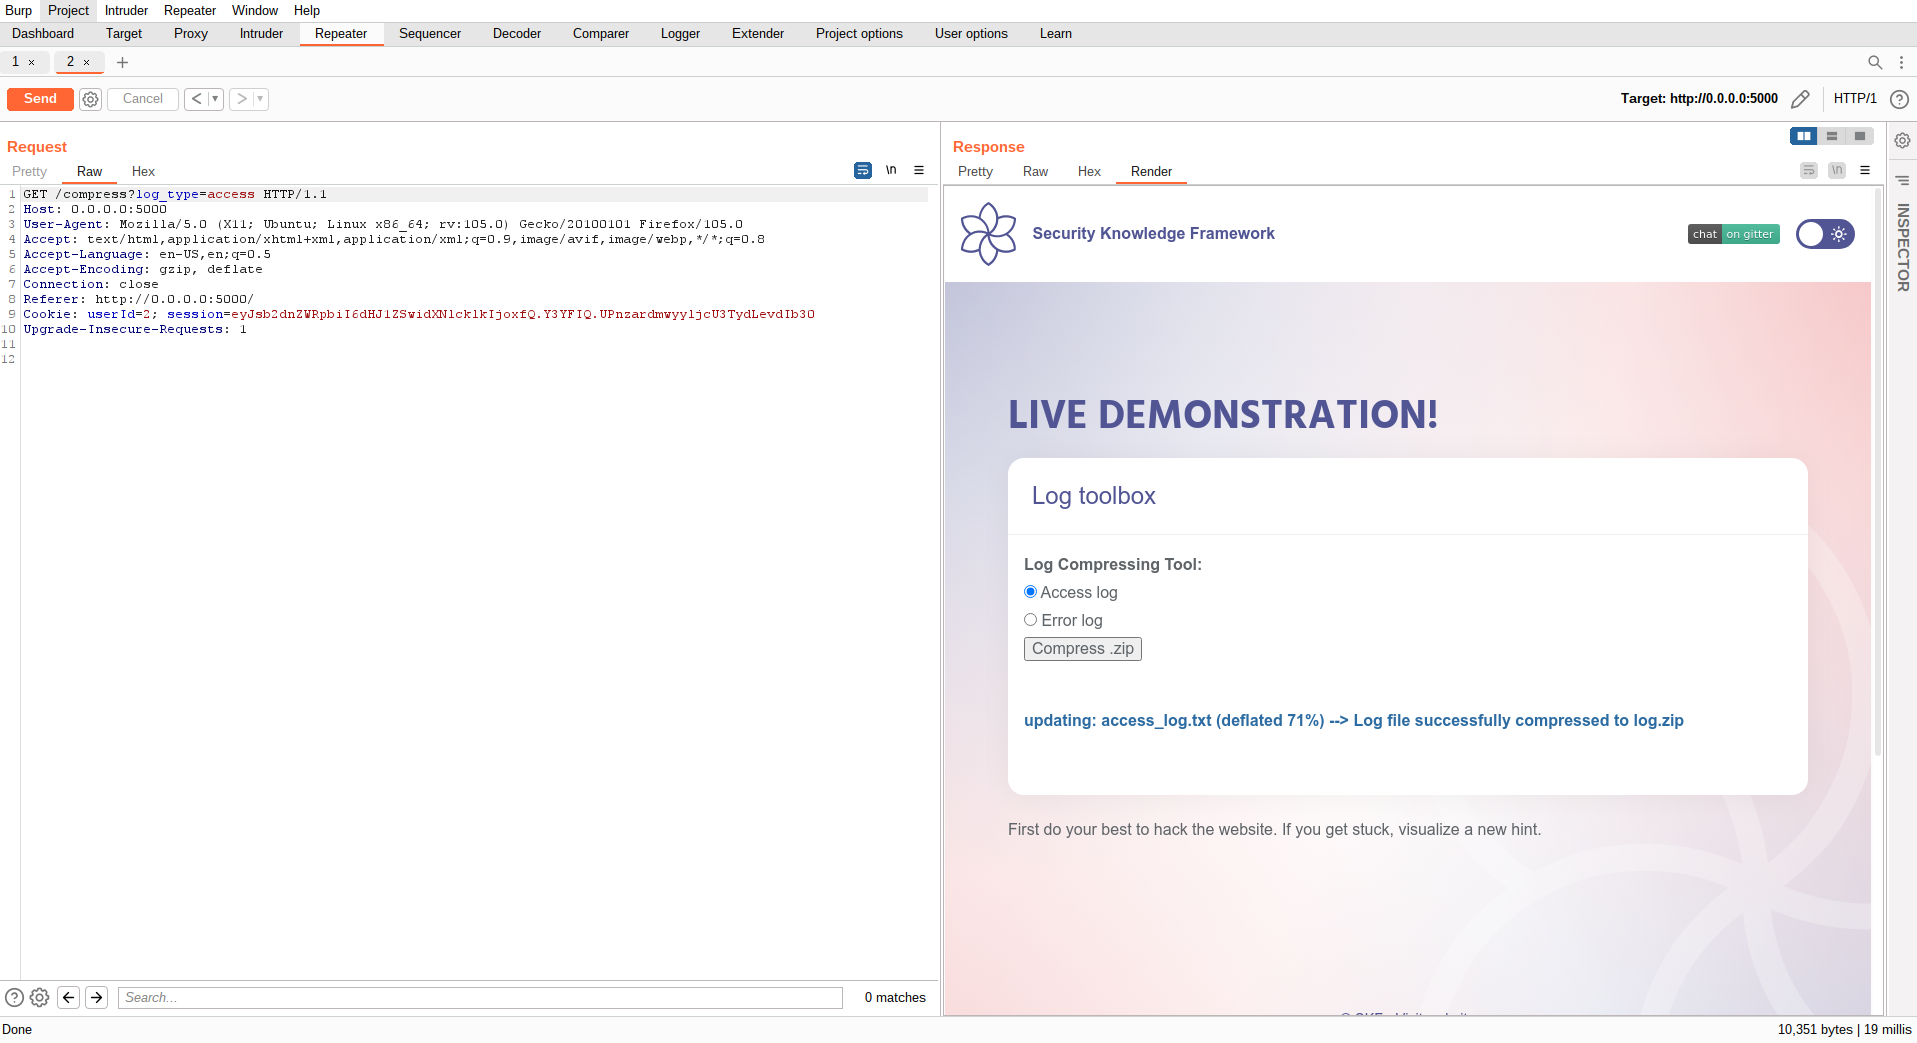 Burp Project Intruder Repeater Window Help
Dashboard Target Proxy Intruder Repeater Sequencer Decoder Comparer Logger Extender Project options User options Learn
1 × 2 × +
Send Cancel < > Target: http://0.0.0.0:5000 HTTP/1
Request
Pretty Raw Hex \n
1 GET /compress?log_type=access HTTP/1.1
2 Host: 0.0.0.0:5000
3 User-Agent: Mozilla/5.0 (X11; Ubuntu; Linux x86_64; rv:105.0) Gecko/20100101 Firefox/105.0
4 Accept: text/html,application/xhtml+xml,application/xml;q=0.9,image/avif,image/webp,*/*;q=0.8
5 Accept-Language: en-US,en;q=0.5
6 Accept-Encoding: gzip, deflate
7 Connection: close
8 Referer: http://0.0.0.0:5000/
9 Cookie: userId=2; session=
10 Upgrade-Insecure-Requests: 1
11
12
Search...
0 matches
Response
Pretty Raw Hex Render \n
Security Knowledge Framework
chat on gitter
LIVE DEMONSTRATION!
Log toolbox
Log Compressing Tool:
Access log
Error log
Compress .zip
updating: access_log.txt (deflated 71%) --> Log file successfully compressed to log.zip
First do your best to hack the website. If you get stuck, visualize a new hint.
INSPECTOR
Done
10,351 bytes | 19 millis